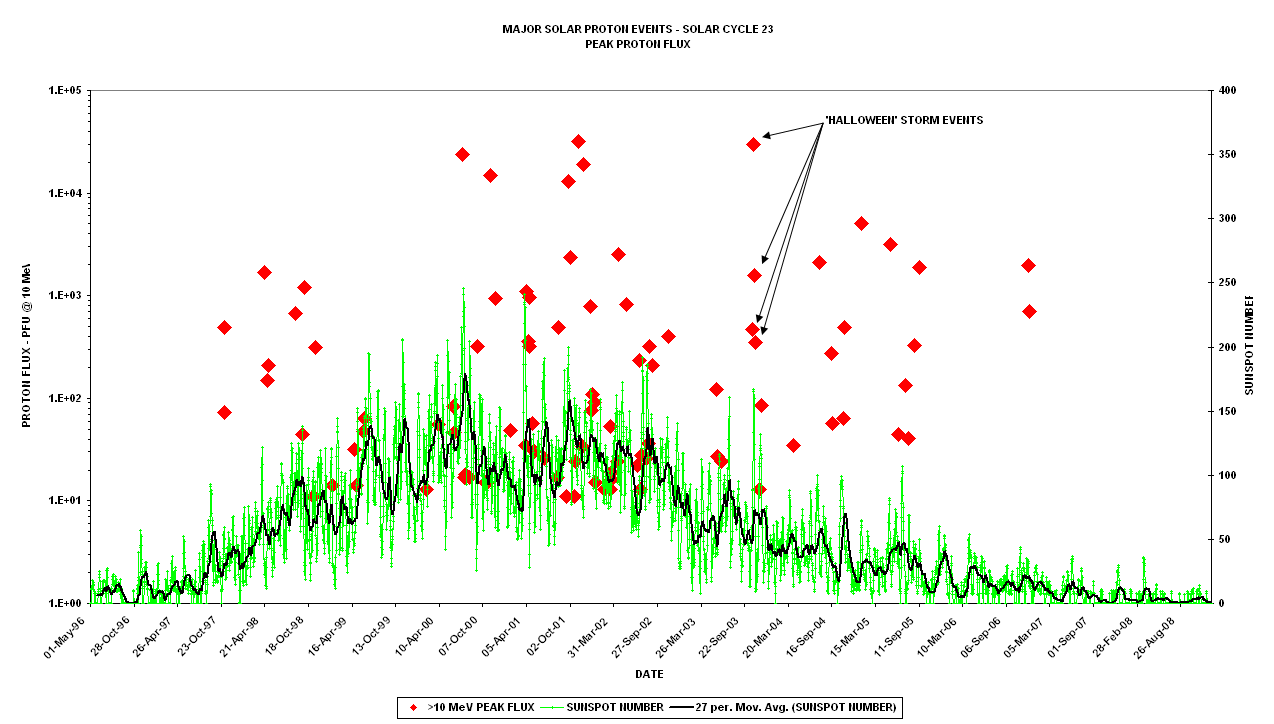 MAJOR SOLAR PROTON EVENTS - SOLAR CYCLE 23
PEAK PROTON FLUX
1.E+05
1.E+04
1.E+03
1.E+02
1.E+01
1.E+00
PROTON FLUX - PFU @ 10 MeV
400
350
300
250
200
150
100
50
0
SUNSPOT NUMBER
'HALLOWEEN' STORM EVENTS
01-May-96
28-Oct-96
26-Apr-97
23-Oct-97
21-Apr-98
18-Oct-98
16-Apr-99
13-Oct-99
10-Apr-00
07-Oct-00
05-Apr-01
02-Oct-01
31-Mar-02
27-Sep-02
26-Mar-03
22-Sep-03
20-Mar-04
16-Sep-04
15-Mar-05
11-Sep-05
10-Mar-06
06-Sep-06
05-Mar-07
01-Sep-07
28-Feb-08
26-Aug-08
DATE
>10 MeV PEAK FLUX
SUNSPOT NUMBER
27 per. Mov. Avg. (SUNSPOT NUMBER)